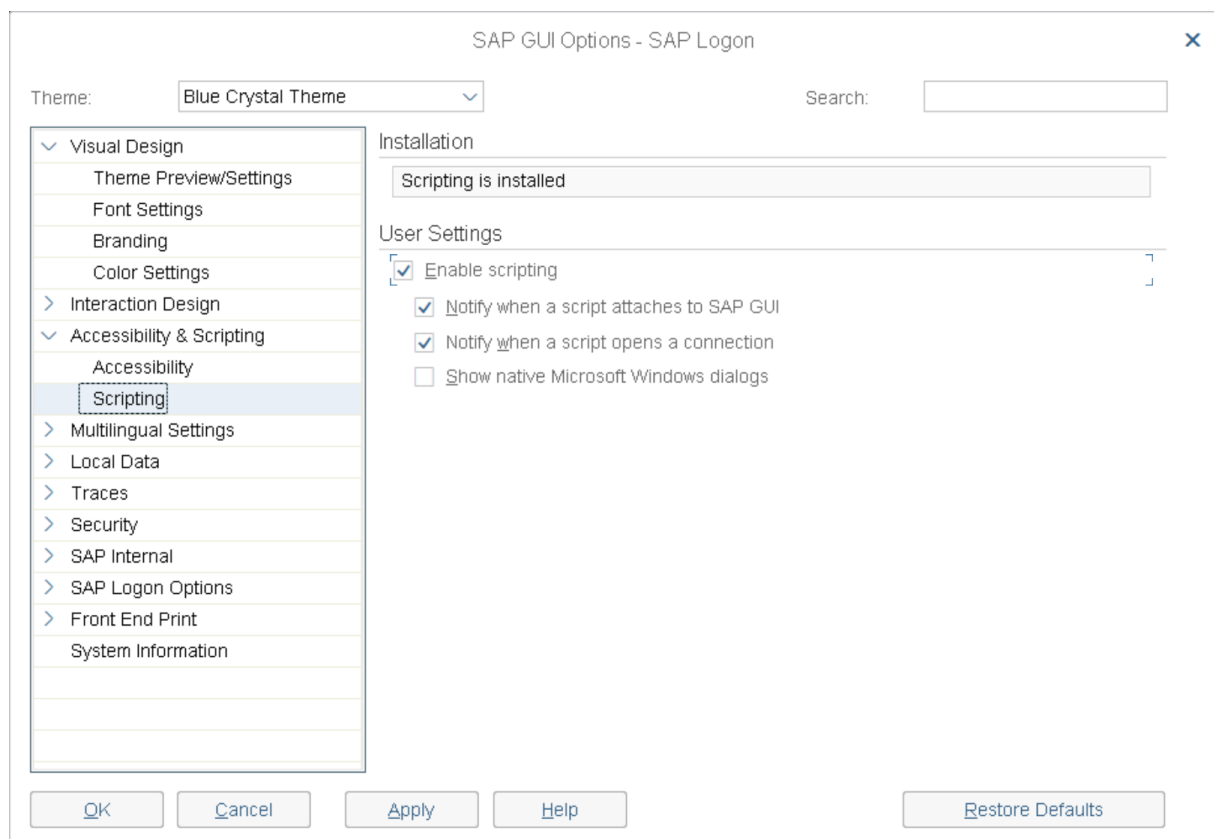 SAP GUI Options - SAP Logon
Theme:
Blue Crystal Theme
Search:
Visual Design
Theme Preview/Settings
Font Settings
Branding
Color Settings
Interaction Design
Accessibility & Scripting
Accessibility
Scripting
Multilingual Settings
Local Data
Traces
Security
SAP Internal
SAP Logon Options
Front End Print
System Information
Installation
Scripting is installed
User Settings
Enable scripting
Notify when a script attaches to SAP GUI
Notify when a script opens a connection
Show native Microsoft Windows dialogs
OK
Cancel
Apply
Help
Restore Defaults